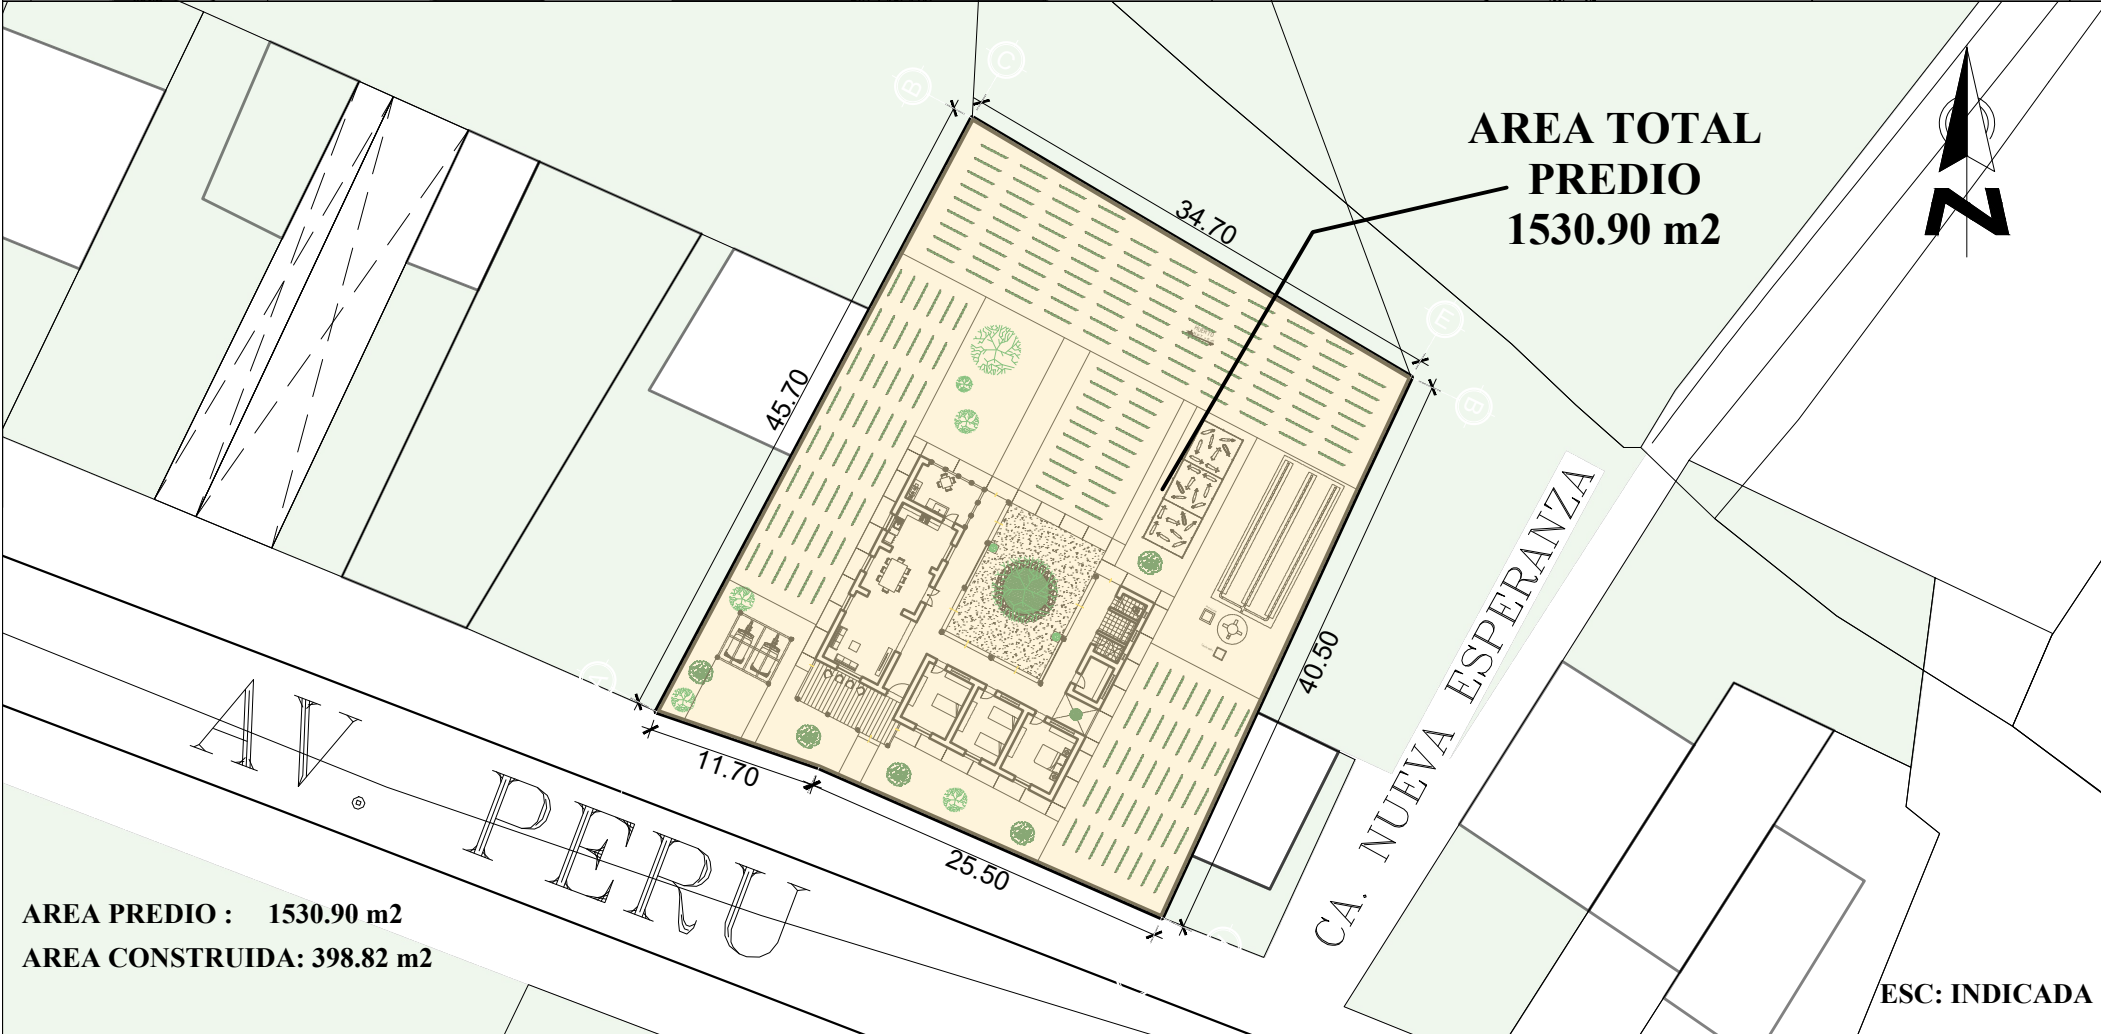 C
B
AREA TOTAL
PREDIO
1530.90 m2
N
34.70
E
B
45.70
40.50
11.70
25.50
AV. PERU
CA. NUEVA ESPERANZA
AREA PREDIO : 1530.90 m2
AREA CONSTRUIDA: 398.82 m2
ESC: INDICADA